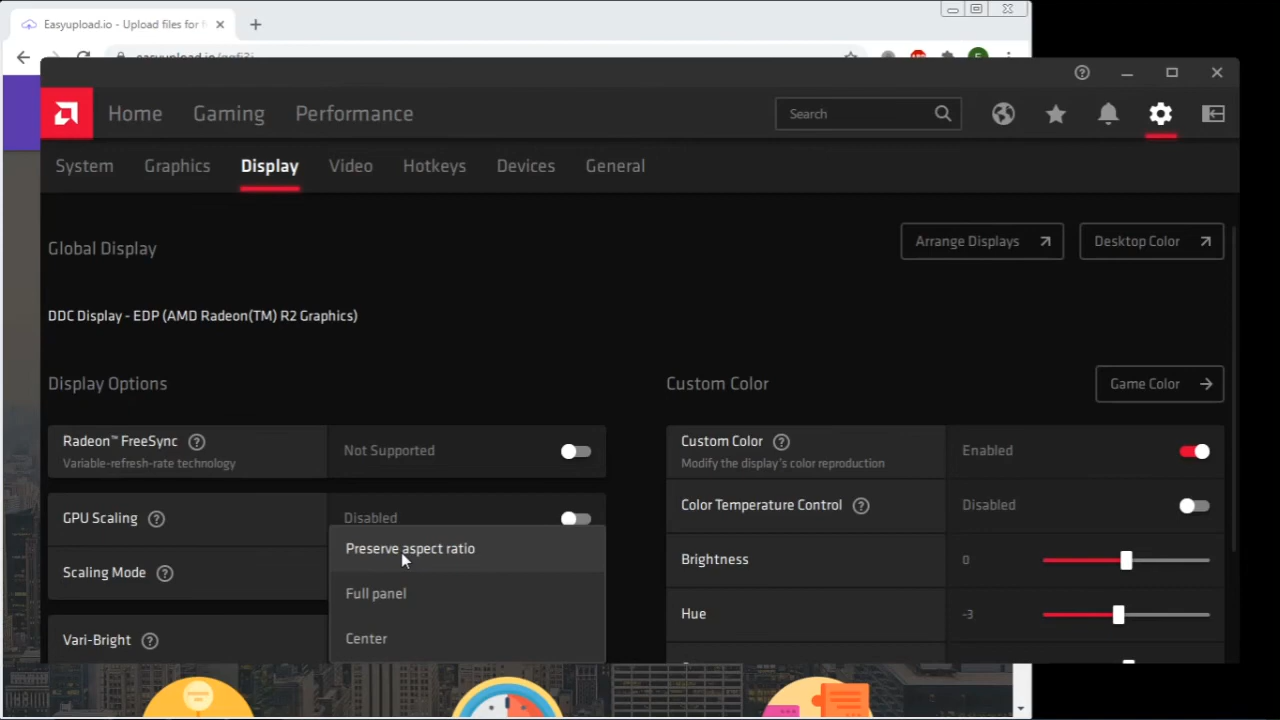 Easyupload.io - Upload files for f
easyupload.io/
Home
Gaming
Performance
Search
System
Graphics
Display
Video
Hotkeys
Devices
General
Global Display
Arrange Displays
Desktop Color
DDC Display - EDP (AMD Radeon(TM) R2 Graphics)
Display Options
Custom Color
Game Color
Radeon™ FreeSync
Variable-refresh-rate technology
Not Supported
Custom Color
Modify the display's color reproduction
Enabled
GPU Scaling
Disabled
Color Temperature Control
Disabled
Preserve aspect ratio
Scaling Mode
Full panel
Center
Brightness
0
Hue
-3
Vari-Bright